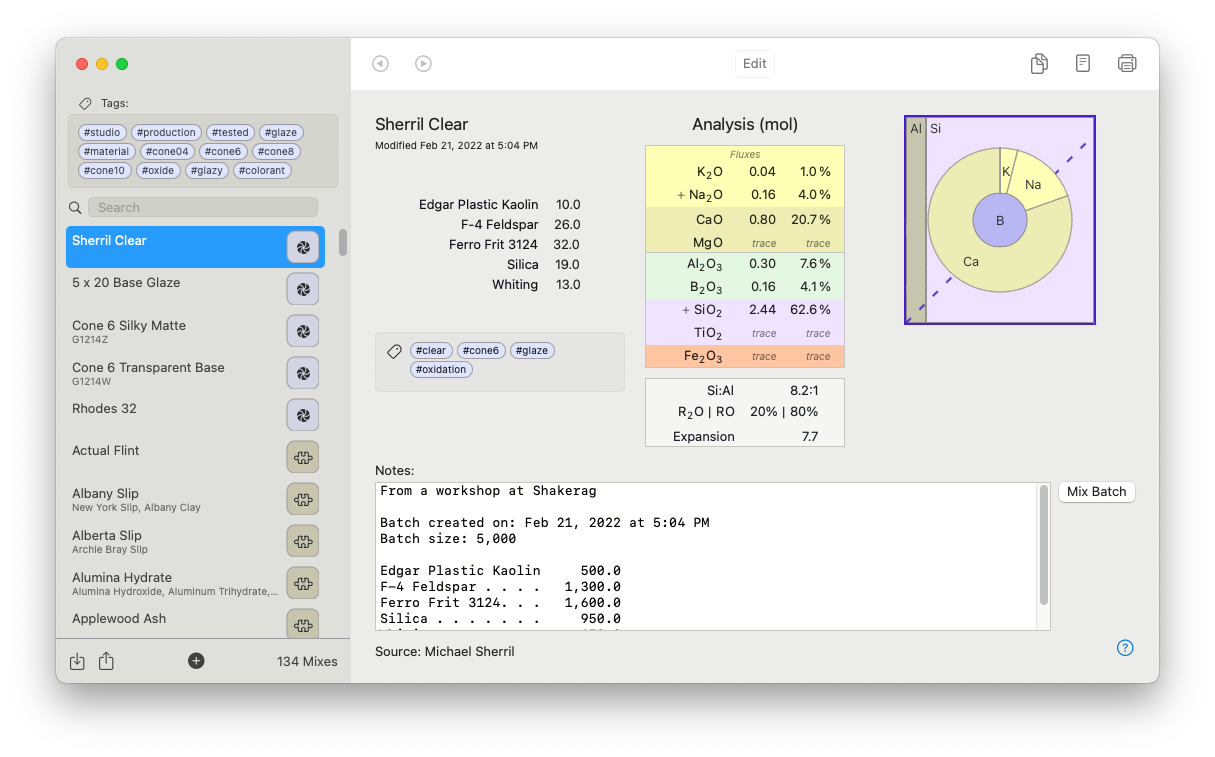 Tags:
#studio #production #tested #glaze
#material #cone04 #cone6 #cone8
#cone10 #oxide #glazy #colorant
Search
Sherril Clear
5 x 20 Base Glaze
Cone 6 Silky Matte
G1214Z
Cone 6 Transparent Base
G1214W
Rhodes 32
Actual Flint
Albany Slip
New York Slip, Albany Clay
Alberta Slip
Archie Bray Slip
Alumina Hydrate
Alumina Hydroxide, Aluminum Trihydrate,...
Applewood Ash
134 Mixes
Edit
Sherril Clear
Modified Feb 21, 2022 at 5:04 PM
Edgar Plastic Kaolin 10.0
F-4 Feldspar 26.0
Ferro Frit 3124 32.0
Silica 19.0
Whiting 13.0
#clear #cone6 #glaze
#oxidation
Analysis (mol)
Fluxes
K2O 0.04 1.0%
+ Na2O 0.16 4.0%
CaO 0.80 20.7%
MgO trace trace
Al2O3 0.30 7.6%
B2O3 0.16 4.1%
+ SiO2 2.44 62.6%
TiO2 trace trace
Fe2O3 trace trace
Si:Al 8.2:1
R2O | RO 20% | 80%
Expansion 7.7
Al Si
K
Na
B
Ca
Notes:
From a workshop at Shakerag
Batch created on: Feb 21, 2022 at 5:04 PM
Batch size: 5,000
Edgar Plastic Kaolin 500.0
F-4 Feldspar . . . . 1,300.0
Ferro Frit 3124. . . 1,600.0
Silica . . . . . . . 950.0
Mix Batch
Source: Michael Sherril
?